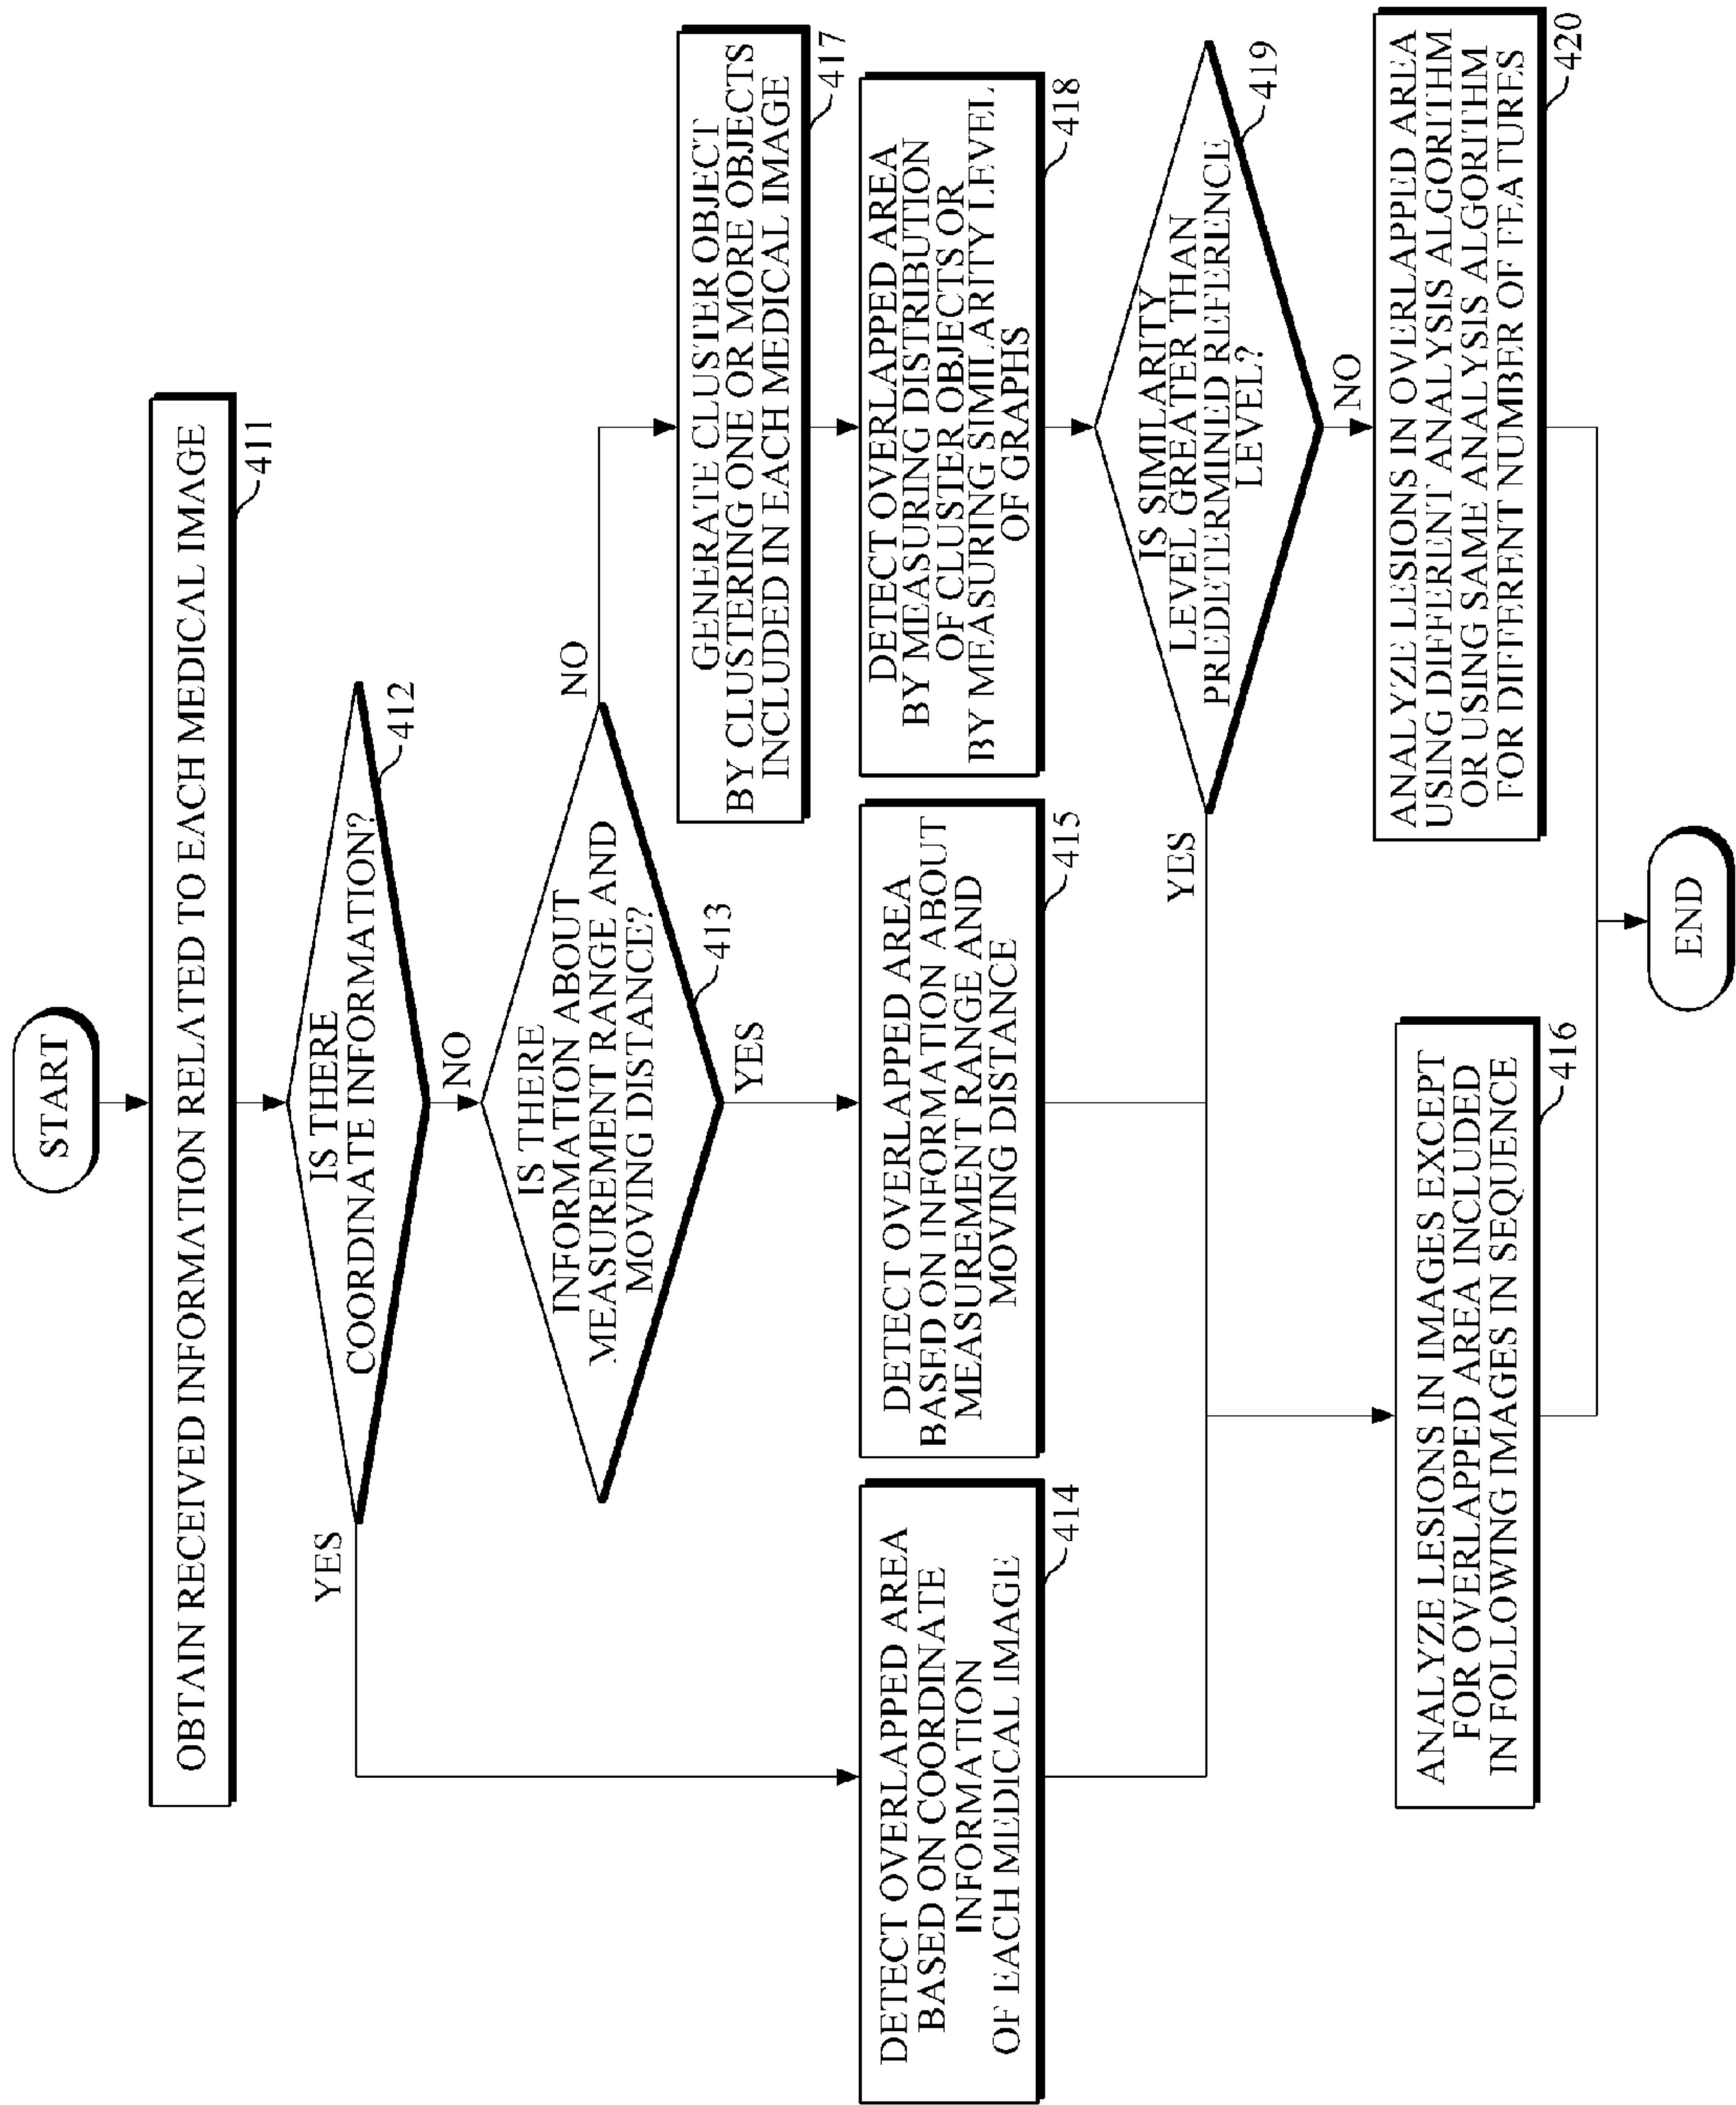 START
OBTAIN RECEIVED INFORMATION RELATED TO EACH MEDICAL IMAGE
411
IS THERE
COORDINATE INFORMATION?
412
YES
NO
IS THERE
INFORMATION ABOUT
MEASUREMENT RANGE AND
MOVING DISTANCE?
413
NO
YES
GENERATE CLUSTER OBJECT
BY CLUSTERING ONE OR MORE OBJECTS
INCLUDED IN EACH MEDICAL IMAGE
417
DETECT OVERLAPPED AREA
BASED ON COORDINATE
INFORMATION
OF EACH MEDICAL IMAGE
414
DETECT OVERLAPPED AREA
BASED ON INFORMATION ABOUT
MEASUREMENT RANGE AND
MOVING DISTANCE
415
DETECT OVERLAPPED AREA
BY MEASURING DISTRIBUTION
OF CLUSTER OBJECTS OR
BY MEASURING SIMILARITY LEVEL
OF GRAPHS
418
IS SIMILARITY
LEVEL GREATER THAN
PREDETERMINED REFERENCE
LEVEL?
419
YES
NO
ANALYZE LESIONS IN IMAGES EXCEPT
FOR OVERLAPPED AREA INCLUDED
IN FOLLOWING IMAGES IN SEQUENCE
416
ANALYZE LESIONS IN OVERLAPPED AREA
USING DIFFERENT ANALYSIS ALGORITHM
OR USING SAME ANALYSIS ALGORITHM
FOR DIFFERENT NUMBER OF FEATURES
420
END